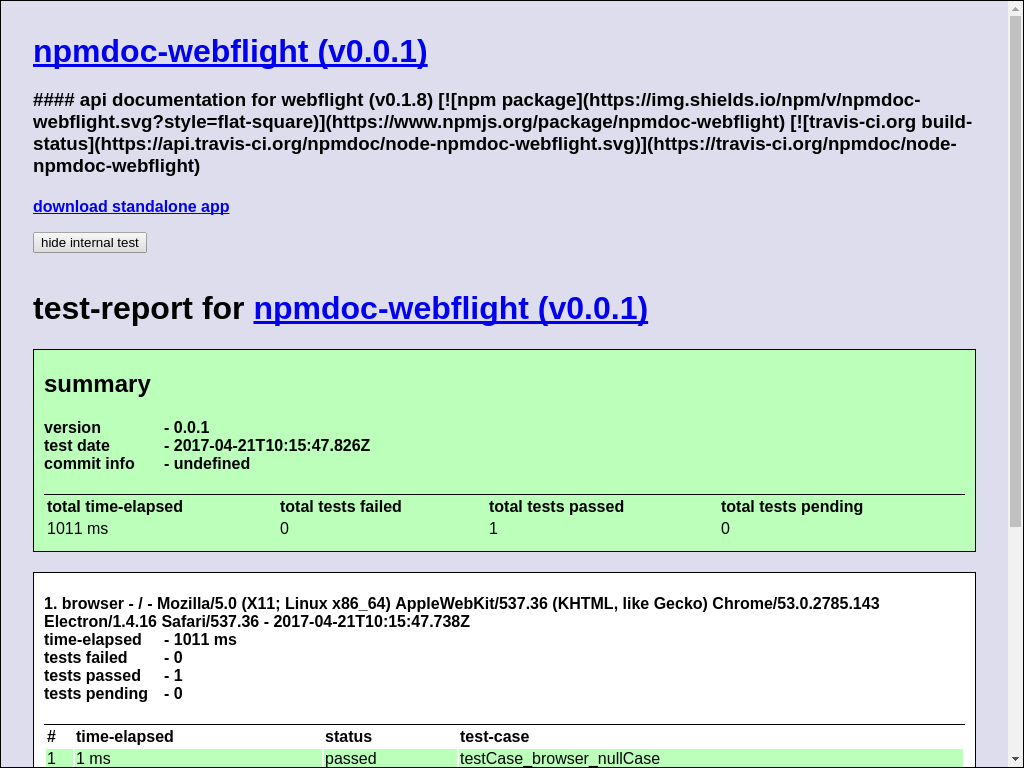 npmdoc-webflight (v0.0.1)
#### api documentation for webflight (v0.1.8) [![npm package](https://img.shields.io/npm/v/npmdoc-
webflight.svg?style=flat-square)](https://www.npmjs.org/package/npmdoc-webflight) [![travis-ci.org build-
status](https://api.travis-ci.org/npmdoc/node-npmdoc-webflight.svg)](https://travis-ci.org/npmdoc/node-
npmdoc-webflight)
download standalone app
hide internal test
test-report for npmdoc-webflight (v0.0.1)
summary
version - 0.0.1
test date - 2017-04-21T10:15:47.826Z
commit info - undefined
total time-elapsed total tests failed total tests passed total tests pending
1011 ms 0 1 0
1. browser - / - Mozilla/5.0 (X11; Linux x86_64) AppleWebKit/537.36 (KHTML, like Gecko) Chrome/53.0.2785.143
Electron/1.4.16 Safari/537.36 - 2017-04-21T10:15:47.738Z
time-elapsed - 1011 ms
tests failed - 0
tests passed - 1
tests pending - 0
# time-elapsed status test-case
1 1 ms passed testCase_browser_nullCase